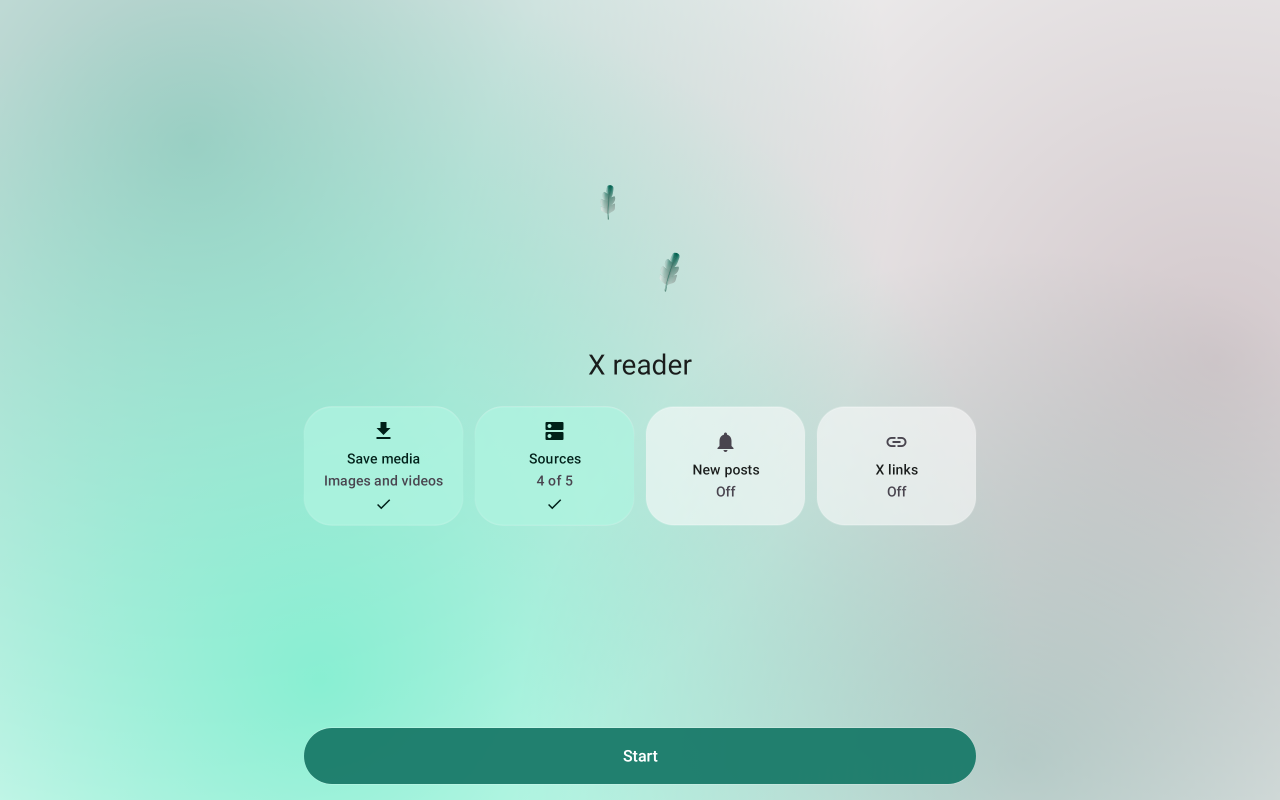 X reader
Save media
Images and videos
Sources
4 of 5
New posts
Off
X links
Off
Start